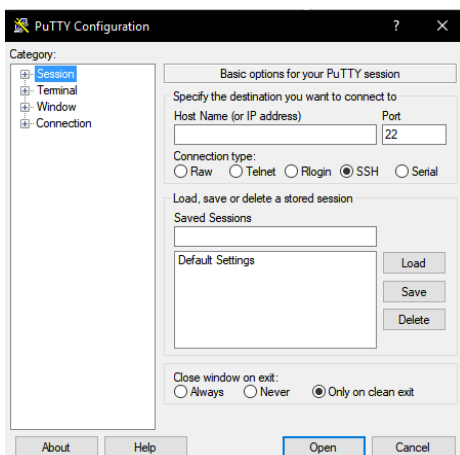 PuTTY Configuration ? ×
Category:
Session
Terminal
Window
Connection
Basic options for your PuTTY session
Specify the destination you want to connect to
Host Name (or IP address) Port
22
Connection type:
Raw Telnet Rlogin SSH Serial
Load, save or delete a stored session
Saved Sessions
Default Settings
Load
Save
Delete
Close window on exit:
Always Never Only on clean exit
About Help Open Cancel